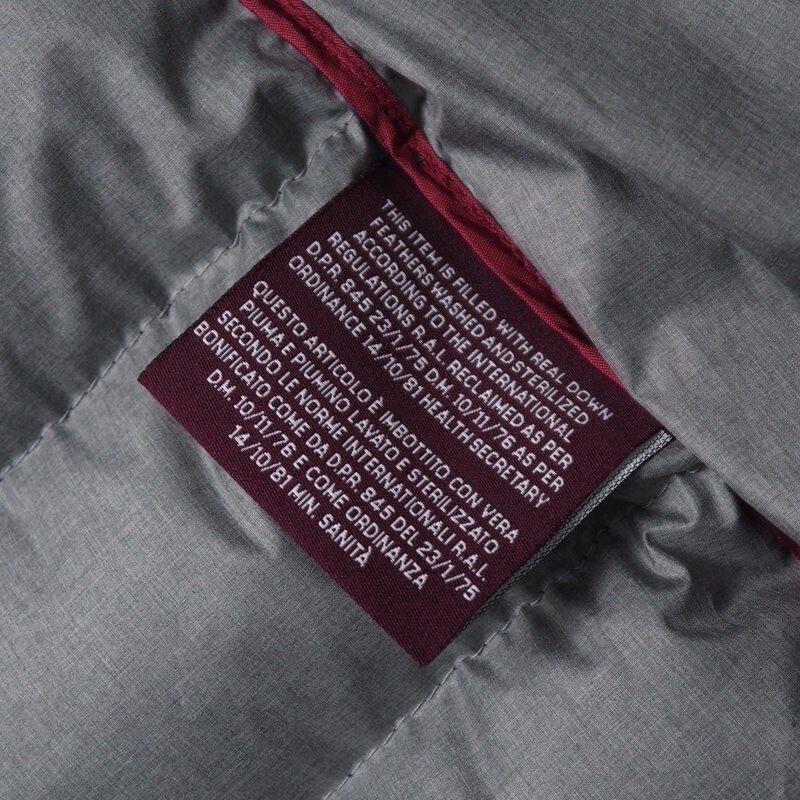 THIS ITEM IS FILLED WITH REAL DOWN
FEATHERS WASHED AND STERILIZED
ACCORDING TO THE INTERNATIONAL
REGULATIONS R.A.L. RECLAIMED AS PER
D.P.R. 845 23/1/75 D.M. 10/11/76 AS PER
ORDINANCE 14/10/81 HEALTH SECRETARY
QUESTO ARTICOLO È IMBOTTITO CON VERA
PIUMA E PIUMINO LAVATO E STERILIZZATO
SECONDO LE NORME INTERNATIONALI R.A.L.
BONIFICATO COME DA D.P.R. 845 DEL 23/1/75
D.M. 10/11/76 E COME ORDINANZA
14/10/81 MIN. SANITÀ